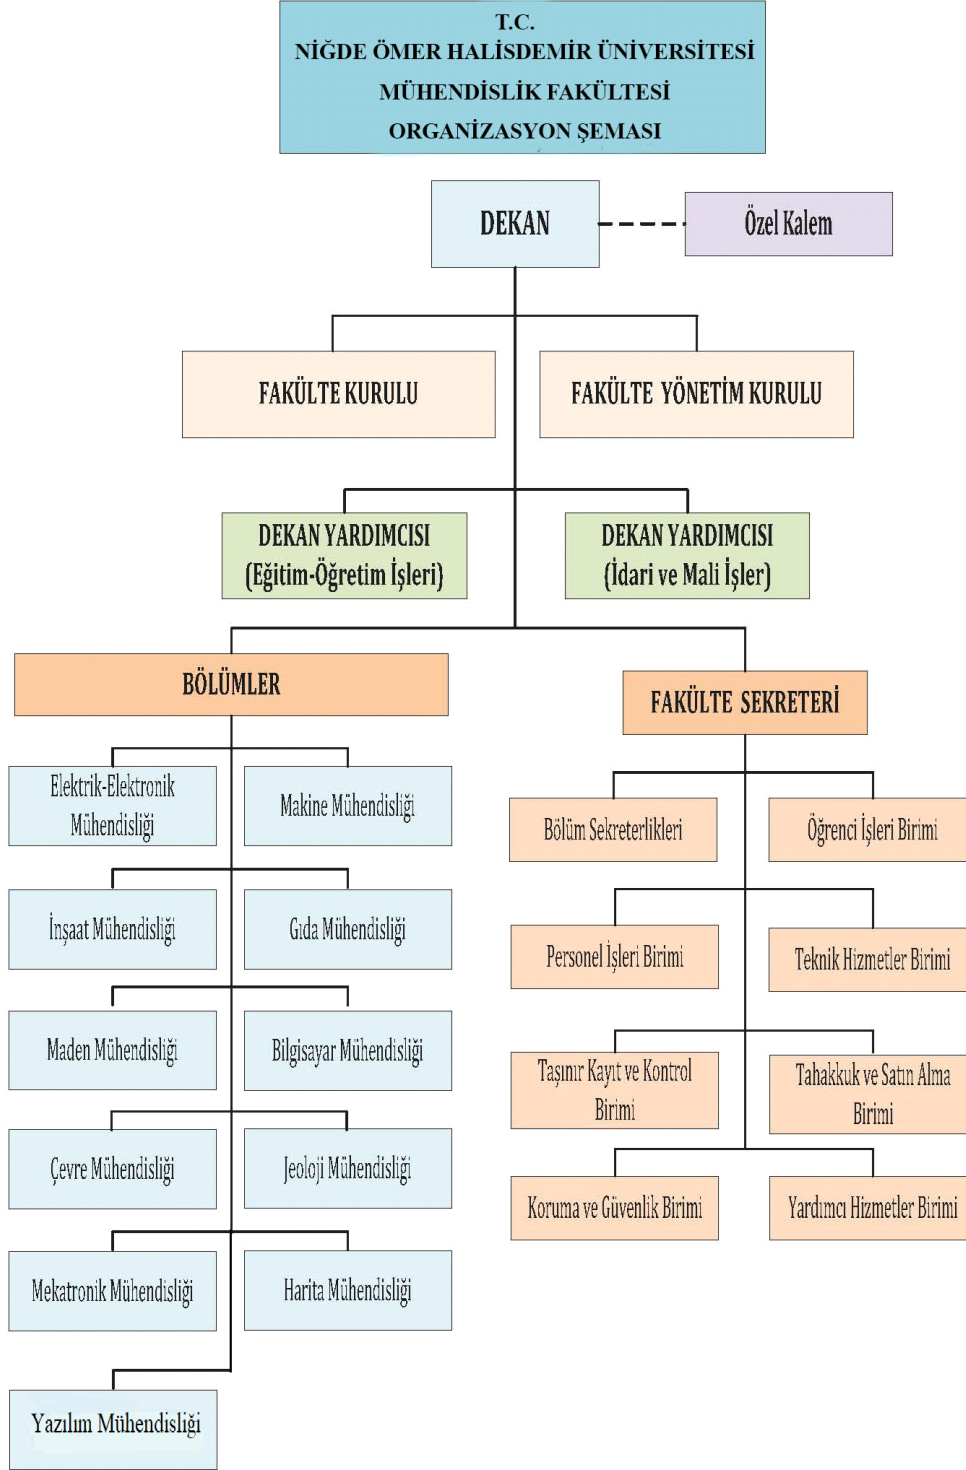 T.C.
NİĞDE ÖMER HALİSDEMİR ÜNİVERSİTESİ
MÜHENDİSLİK FAKÜLTESİ
ORGANİZASYON ŞEMASI
DEKAN
Özel Kalem
FAKÜLTE KURULU
FAKÜLTE YÖNETİM KURULU
DEKAN YARDIMCISI
(Eğitim-Öğretim İşleri)
DEKAN YARDIMCISI
(İdari ve Mali İşler)
BÖLÜMLER
Elektrik-Elektronik
Mühendisliği
Makine Mühendisliği
İnşaat Mühendisliği
Gıda Mühendisliği
Maden Mühendisliği
Bilgisayar Mühendisliği
Çevre Mühendisliği
Jeoloji Mühendisliği
Mekatronik Mühendisliği
Harita Mühendisliği
Yazılım Mühendisliği
FAKÜLTE SEKRETERİ
Bölüm Sekreterlikleri
Öğrenci İşleri Birimi
Personel İşleri Birimi
Teknik Hizmetler Birimi
Taşınır Kayıt ve Kontrol
Birimi
Tahakkuk ve Satın Alma
Birimi
Koruma ve Güvenlik Birimi
Yardımcı Hizmetler Birimi